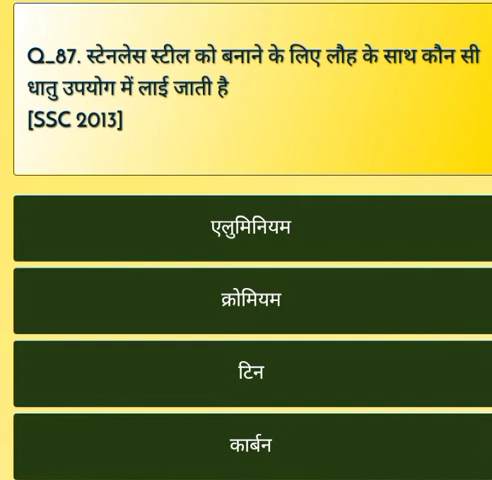 Q_87. स्टेनलेस स्टील को बनाने के लिए लौह के साथ कौन सी
धातु उपयोग में लाई जाती है
[SSC 2013]
एलुमिनियम
क्रोमियम
टिन
कार्बन